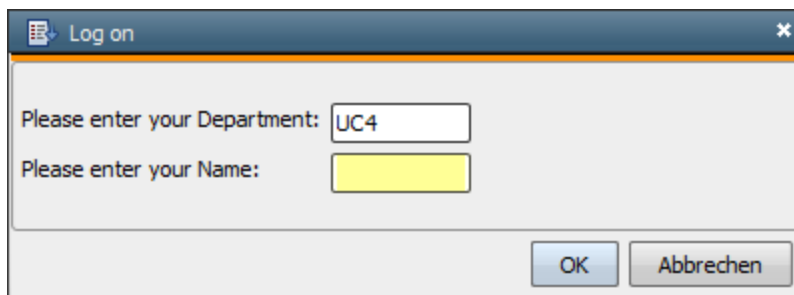 Log on
Please enter your Department: UC4
Please enter your Name:
OK Abbrechen